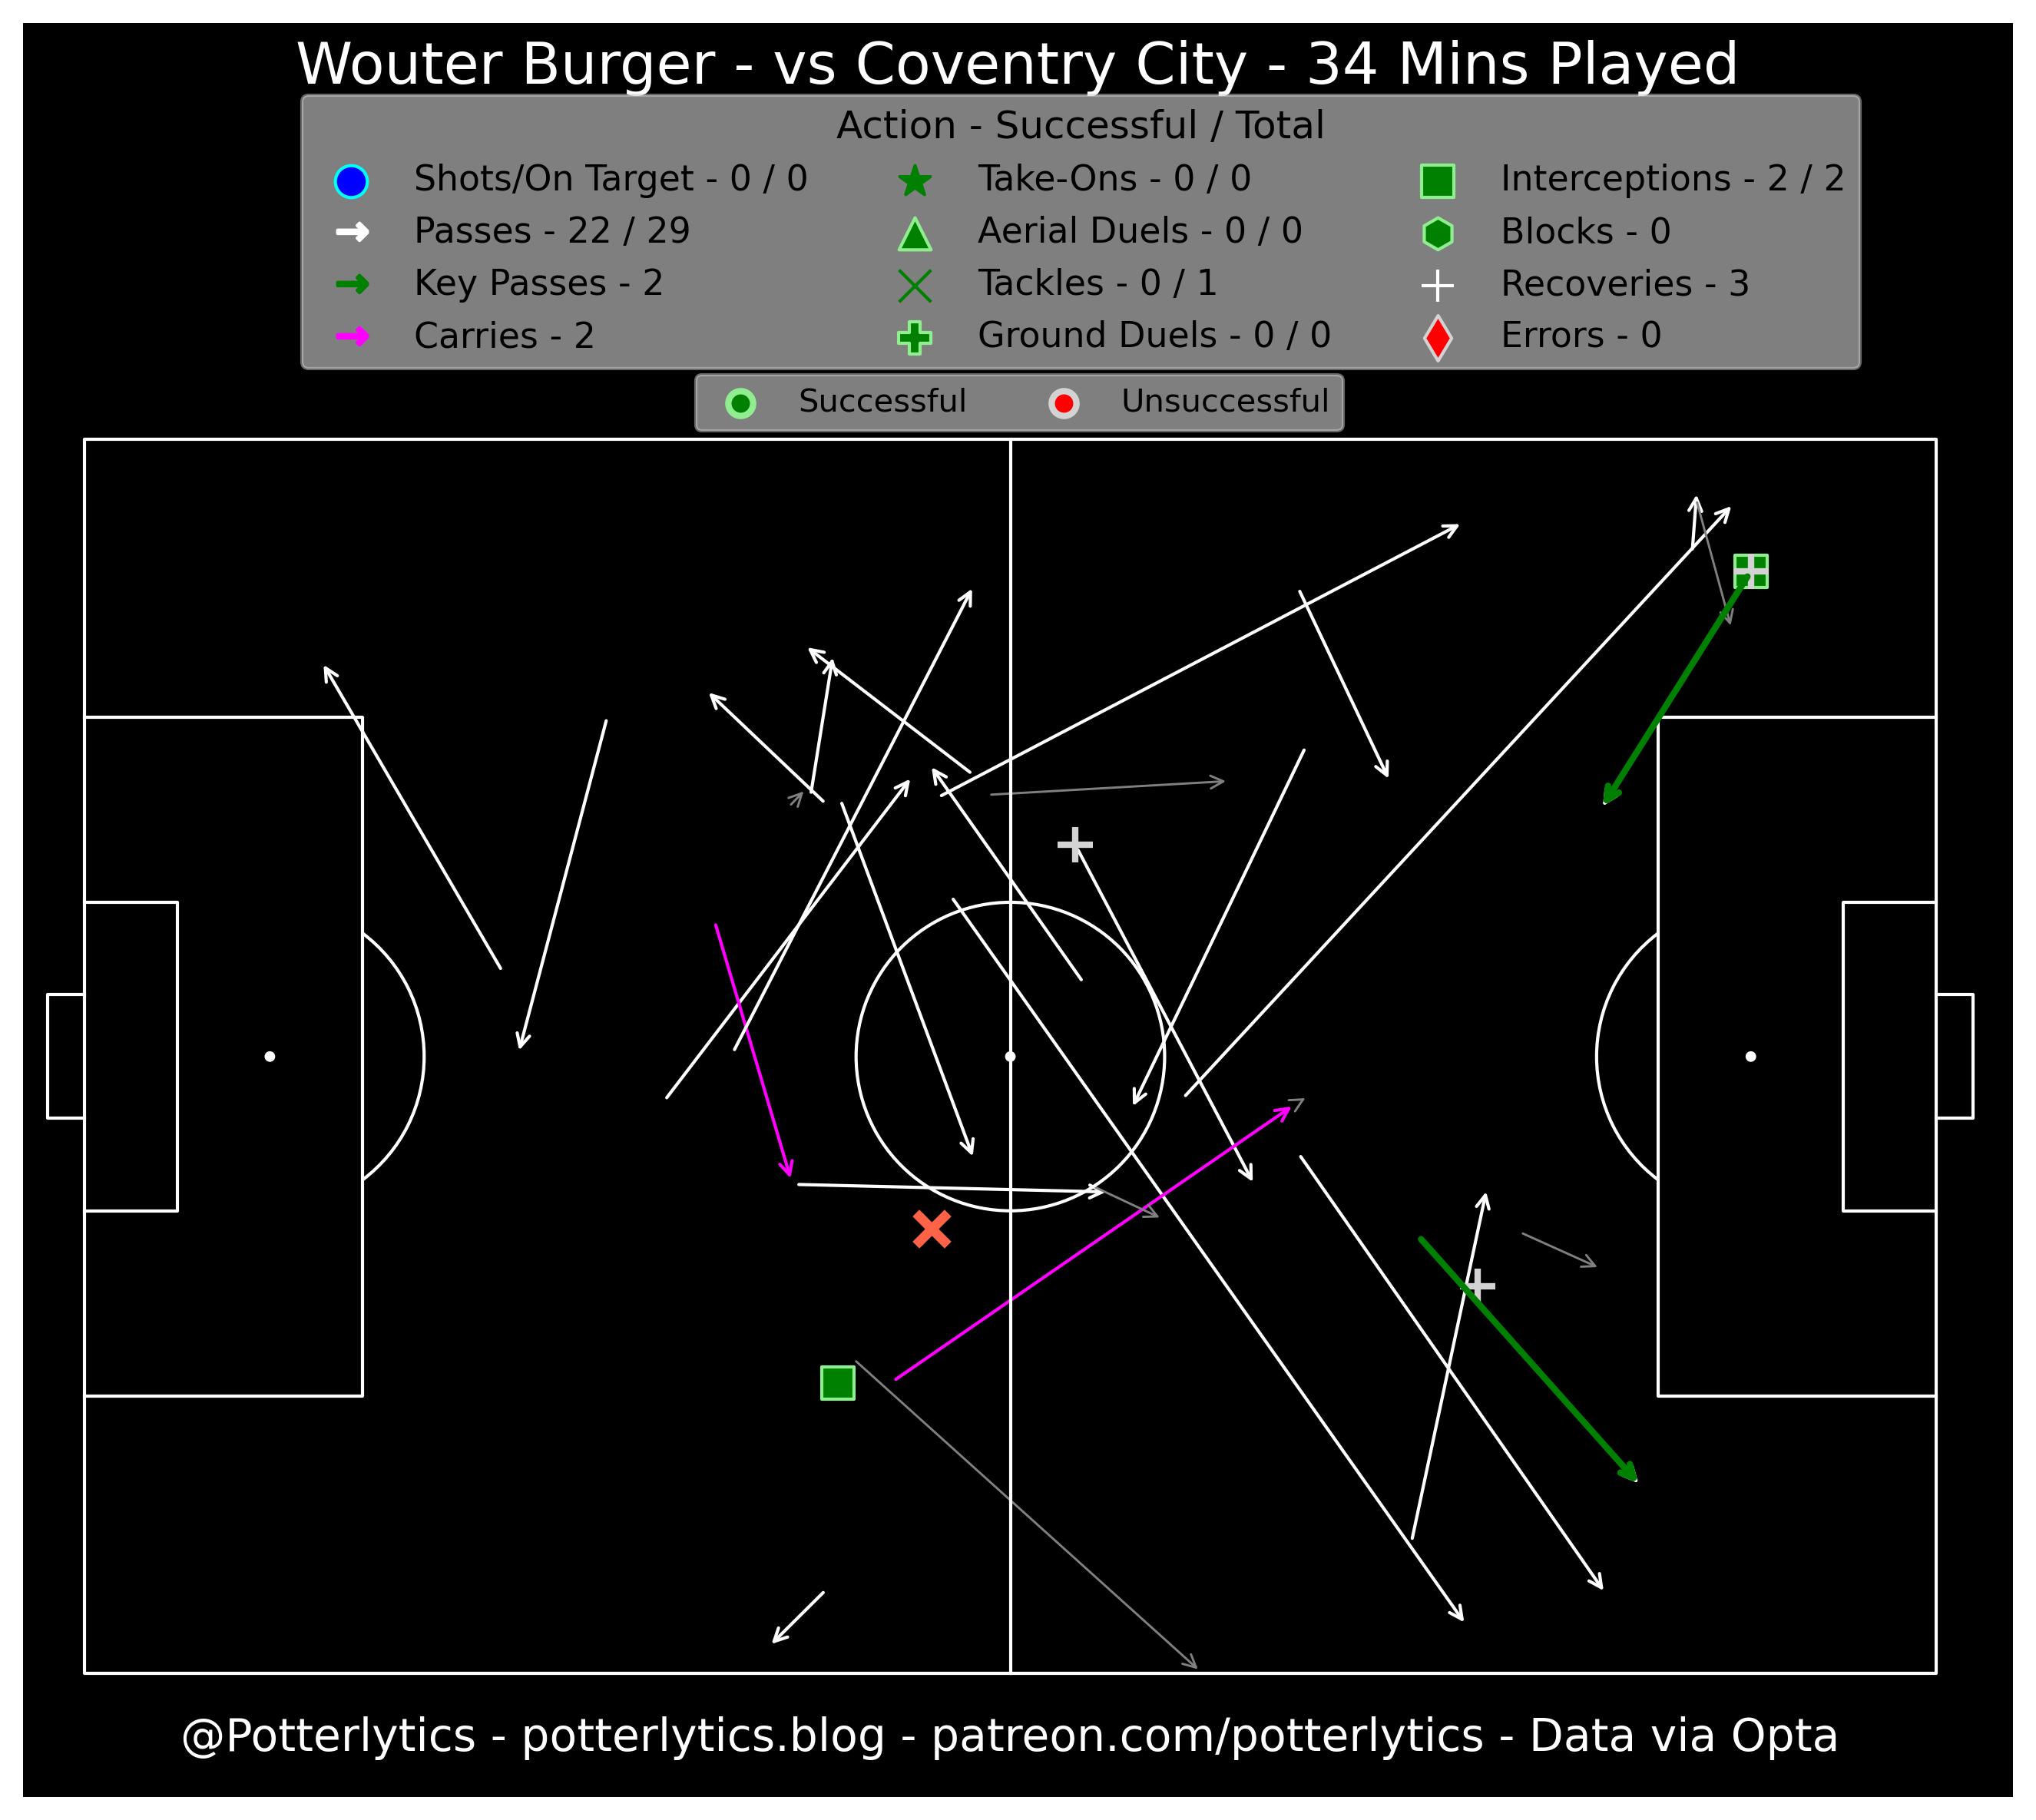 Wouter Burger - vs Coventry City - 34 Mins Played
Action - Successful / Total
Shots/On Target - 0 / 0
Passes - 22 / 29
Key Passes - 2
Carries - 2
Take-Ons - 0 / 0
Aerial Duels - 0 / 0
Tackles - 0 / 1
Ground Duels - 0 / 0
Interceptions - 2 / 2
Blocks - 0
Recoveries - 3
Errors - 0
Successful
Unsuccessful
@Potterlytics - potterlytics.blog - patreon.com/potterlytics - Data via Opta